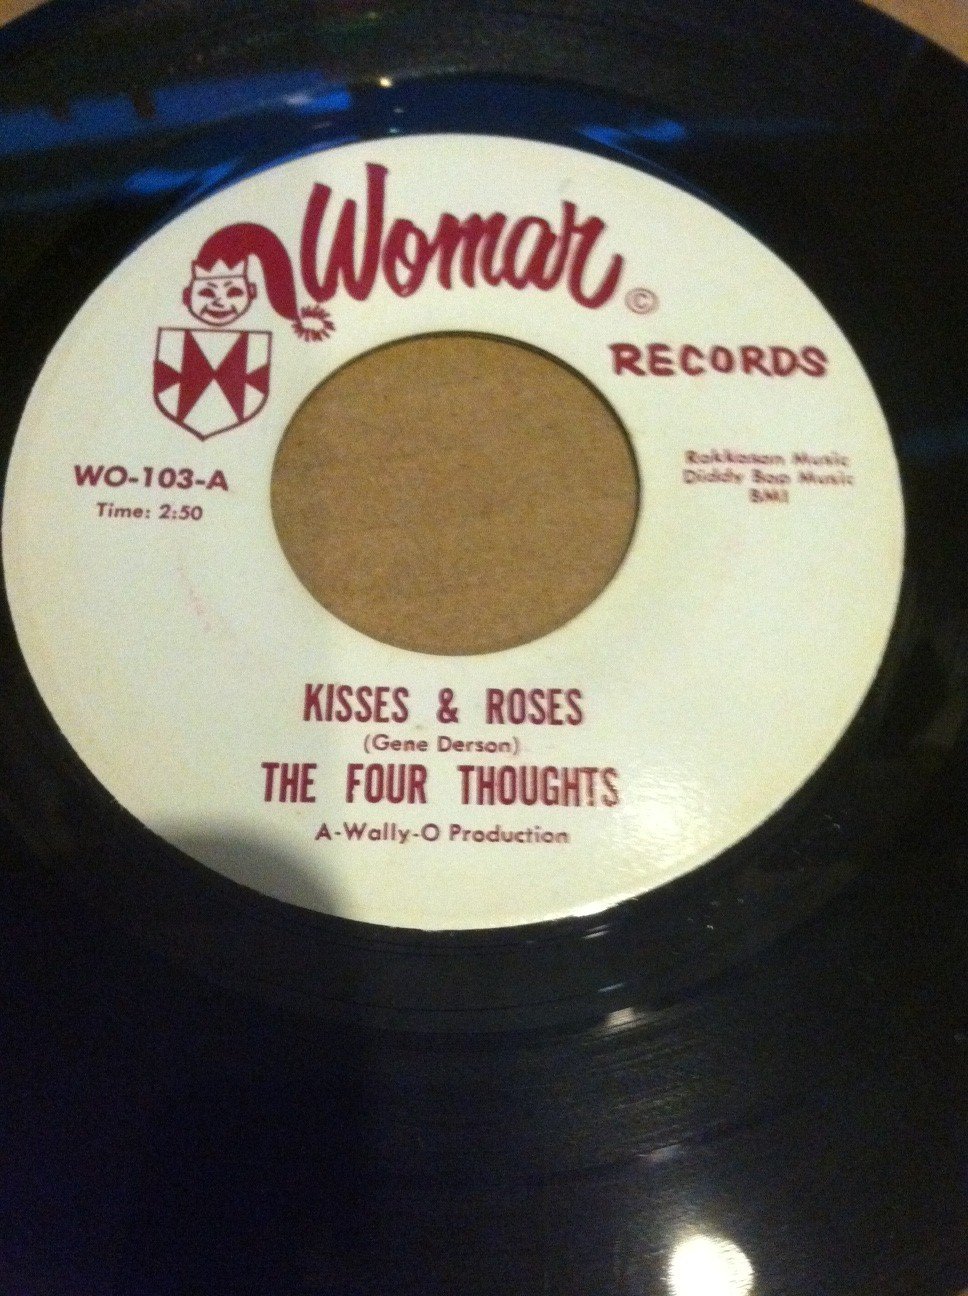 Womar ©
RECORDS
WO-103-A
Time: 2:50
Rakkasan Music
Diddy Bop Music
BMI
KISSES & ROSES
(Gene Derson)
THE FOUR THOUGHTS
A-Wally-O Production